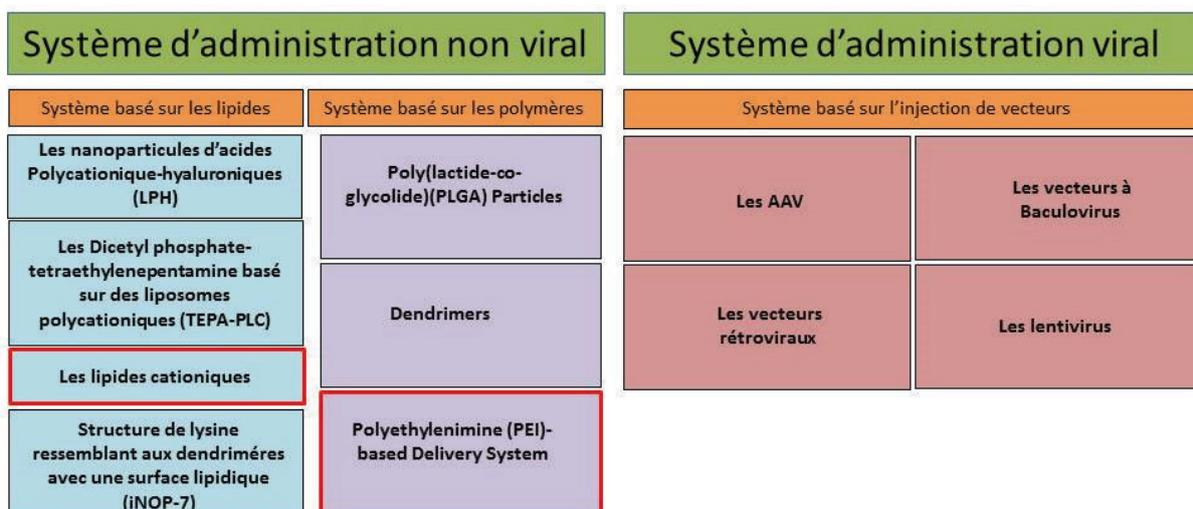 Système d'administration non viral
Système d'administration viral
Système basé sur les lipides
Système basé sur les polymères
Système basé sur l'injection de vecteurs
Les nanoparticules d'acides
Polycationique-hyaluroniques
(LPH)
Les Dicetyl phosphate-
tetraethylenepentamine basé
sur des liposomes
polycationiques (TEPA-PLC)
Les lipides cationiques
Structure de lysine
ressemblant aux dendriméres
avec une surface lipidique
(iNOP-7)
Poly(lactide-co-
glycolide)(PLGA) Particles
Dendrimers
Polyethylenimine (PEI)-
based Delivery System
Les AAV
Les vecteurs à
Baculovirus
Les vecteurs
rétroviraux
Les lentivirus